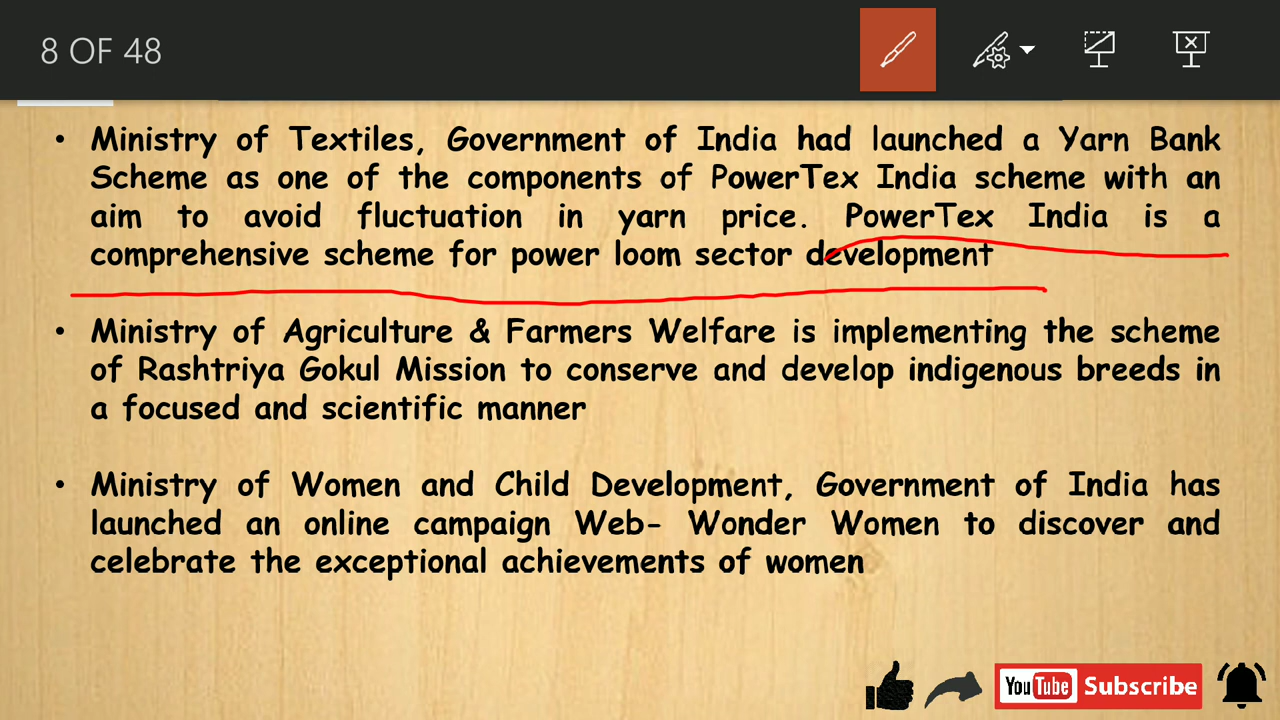 8 OF 48
• Ministry of Textiles, Government of India had launched a Yarn Bank
Scheme as one of the components of PowerTex India scheme with an
aim to avoid fluctuation in yarn price. PowerTex India is a
comprehensive scheme for power loom sector development
• Ministry of Agriculture & Farmers Welfare is implementing the scheme
of Rashtriya Gokul Mission to conserve and develop indigenous breeds in
a focused and scientific manner
• Ministry of Women and Child Development, Government of India has
launched an online campaign Web- Wonder Women to discover and
celebrate the exceptional achievements of women
YouTube Subscribe